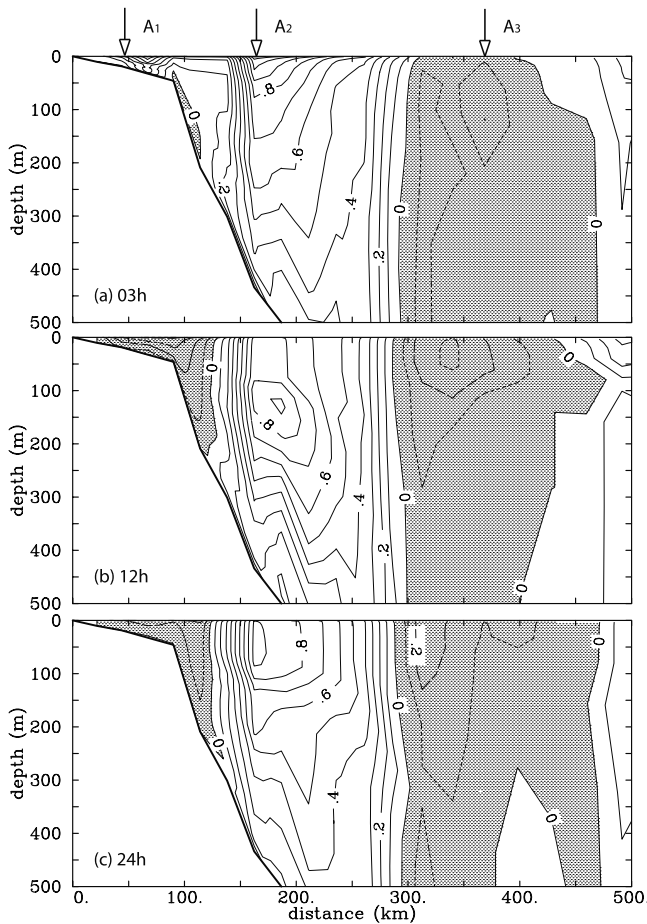 A1 A2 A3
0
100
200
300
400
500
depth (m)
(a) 03h
0 .2 .8 .6 .4 .2 0 0 0
0
100
200
300
400
500
depth (m)
(b) 12h
0 .8 .6 .4 .2 0 0 0
0
100
200
300
400
500
depth (m)
(c) 24h
0 .8 .6 .4 .2 0 -.2 0 0
0. 100. 200. 300. 400. 500.
distance (km)